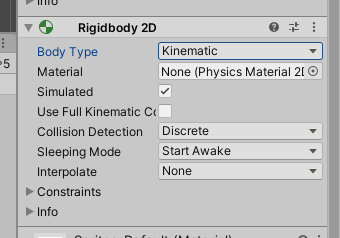 Info
Rigidbody 2D
Body Type Kinematic
Material None (Physics Material 2D
Simulated
Use Full Kinematic Co
Collision Detection Discrete
Sleeping Mode Start Awake
Interpolate None
Constraints
Info
5